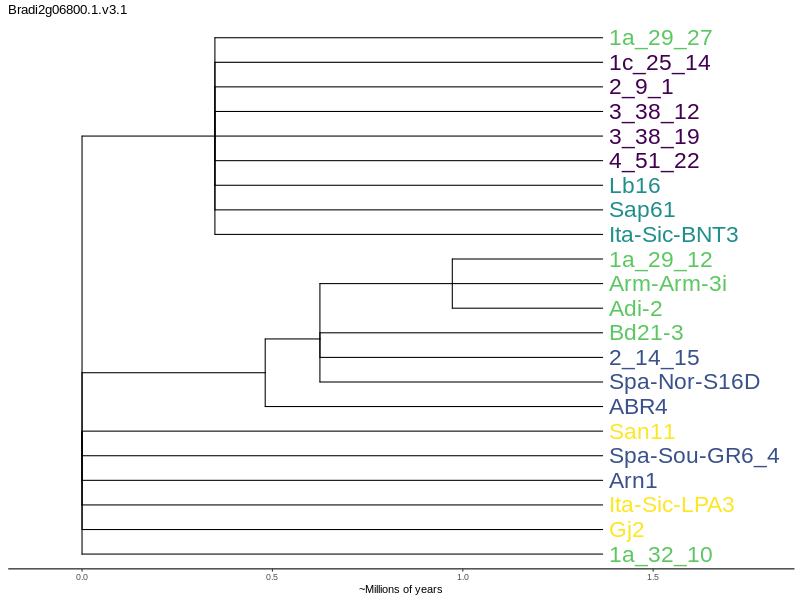 Bradi2g06800.1.v3.1
1a_29_27
1c_25_14
2_9_1
3_38_12
3_38_19
4_51_22
Lb16
Sap61
Ita-Sic-BNT3
1a_29_12
Arm-Arm-3i
Adi-2
Bd21-3
2_14_15
Spa-Nor-S16D
ABR4
San11
Spa-Sou-GR6_4
Arn1
Ita-Sic-LPA3
Gj2
1a_32_10
0.0 0.5 1.0 1.5
~Millions of years